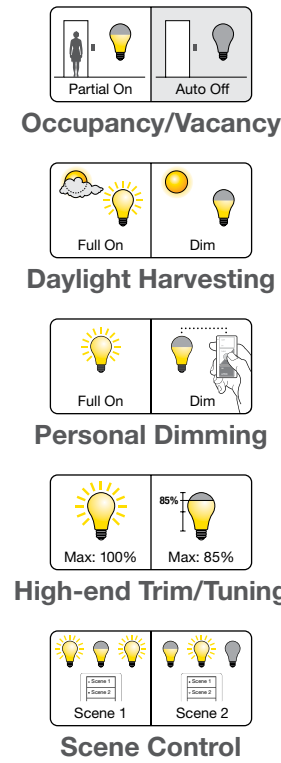 Partial On
Auto Off
Occupancy/Vacancy
Full On
Dim
Daylight Harvesting
Full On
Dim
Personal Dimming
85%
Max: 100%
Max: 85%
High-end Trim/Tuning
Scene 1
Scene 2
Scene 1
Scene 2
Scene 1
Scene 2
Scene Control